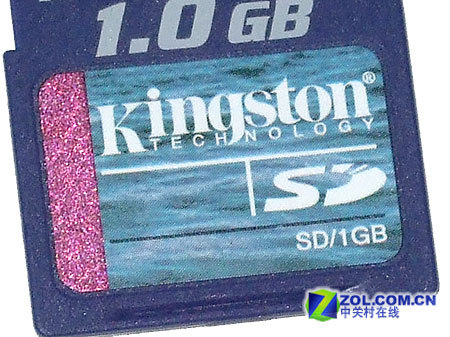 1.0 GB
Kingston®
TECHNOLOGY
SD
SD/1GB
Z ZOL.COM.CN
中关村在线